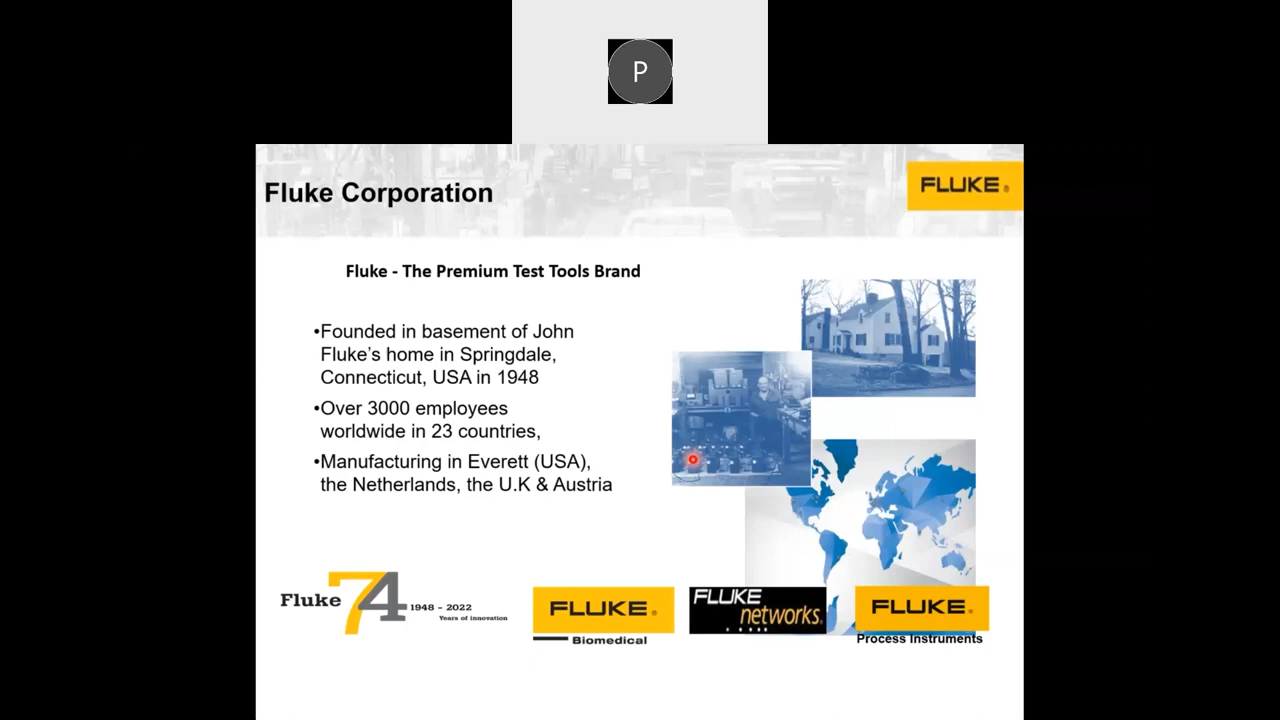 P
Fluke Corporation
FLUKE®
Fluke - The Premium Test Tools Brand
•Founded in basement of John
Fluke's home in Springdale,
Connecticut, USA in 1948
•Over 3000 employees
worldwide in 23 countries,
•Manufacturing in Everett (USA),
the Netherlands, the U.K & Austria
Fluke 74 1948 – 2022
Years of innovation
FLUKE®
Biomedical
FLUKE
networks®
FLUKE®
Process Instruments